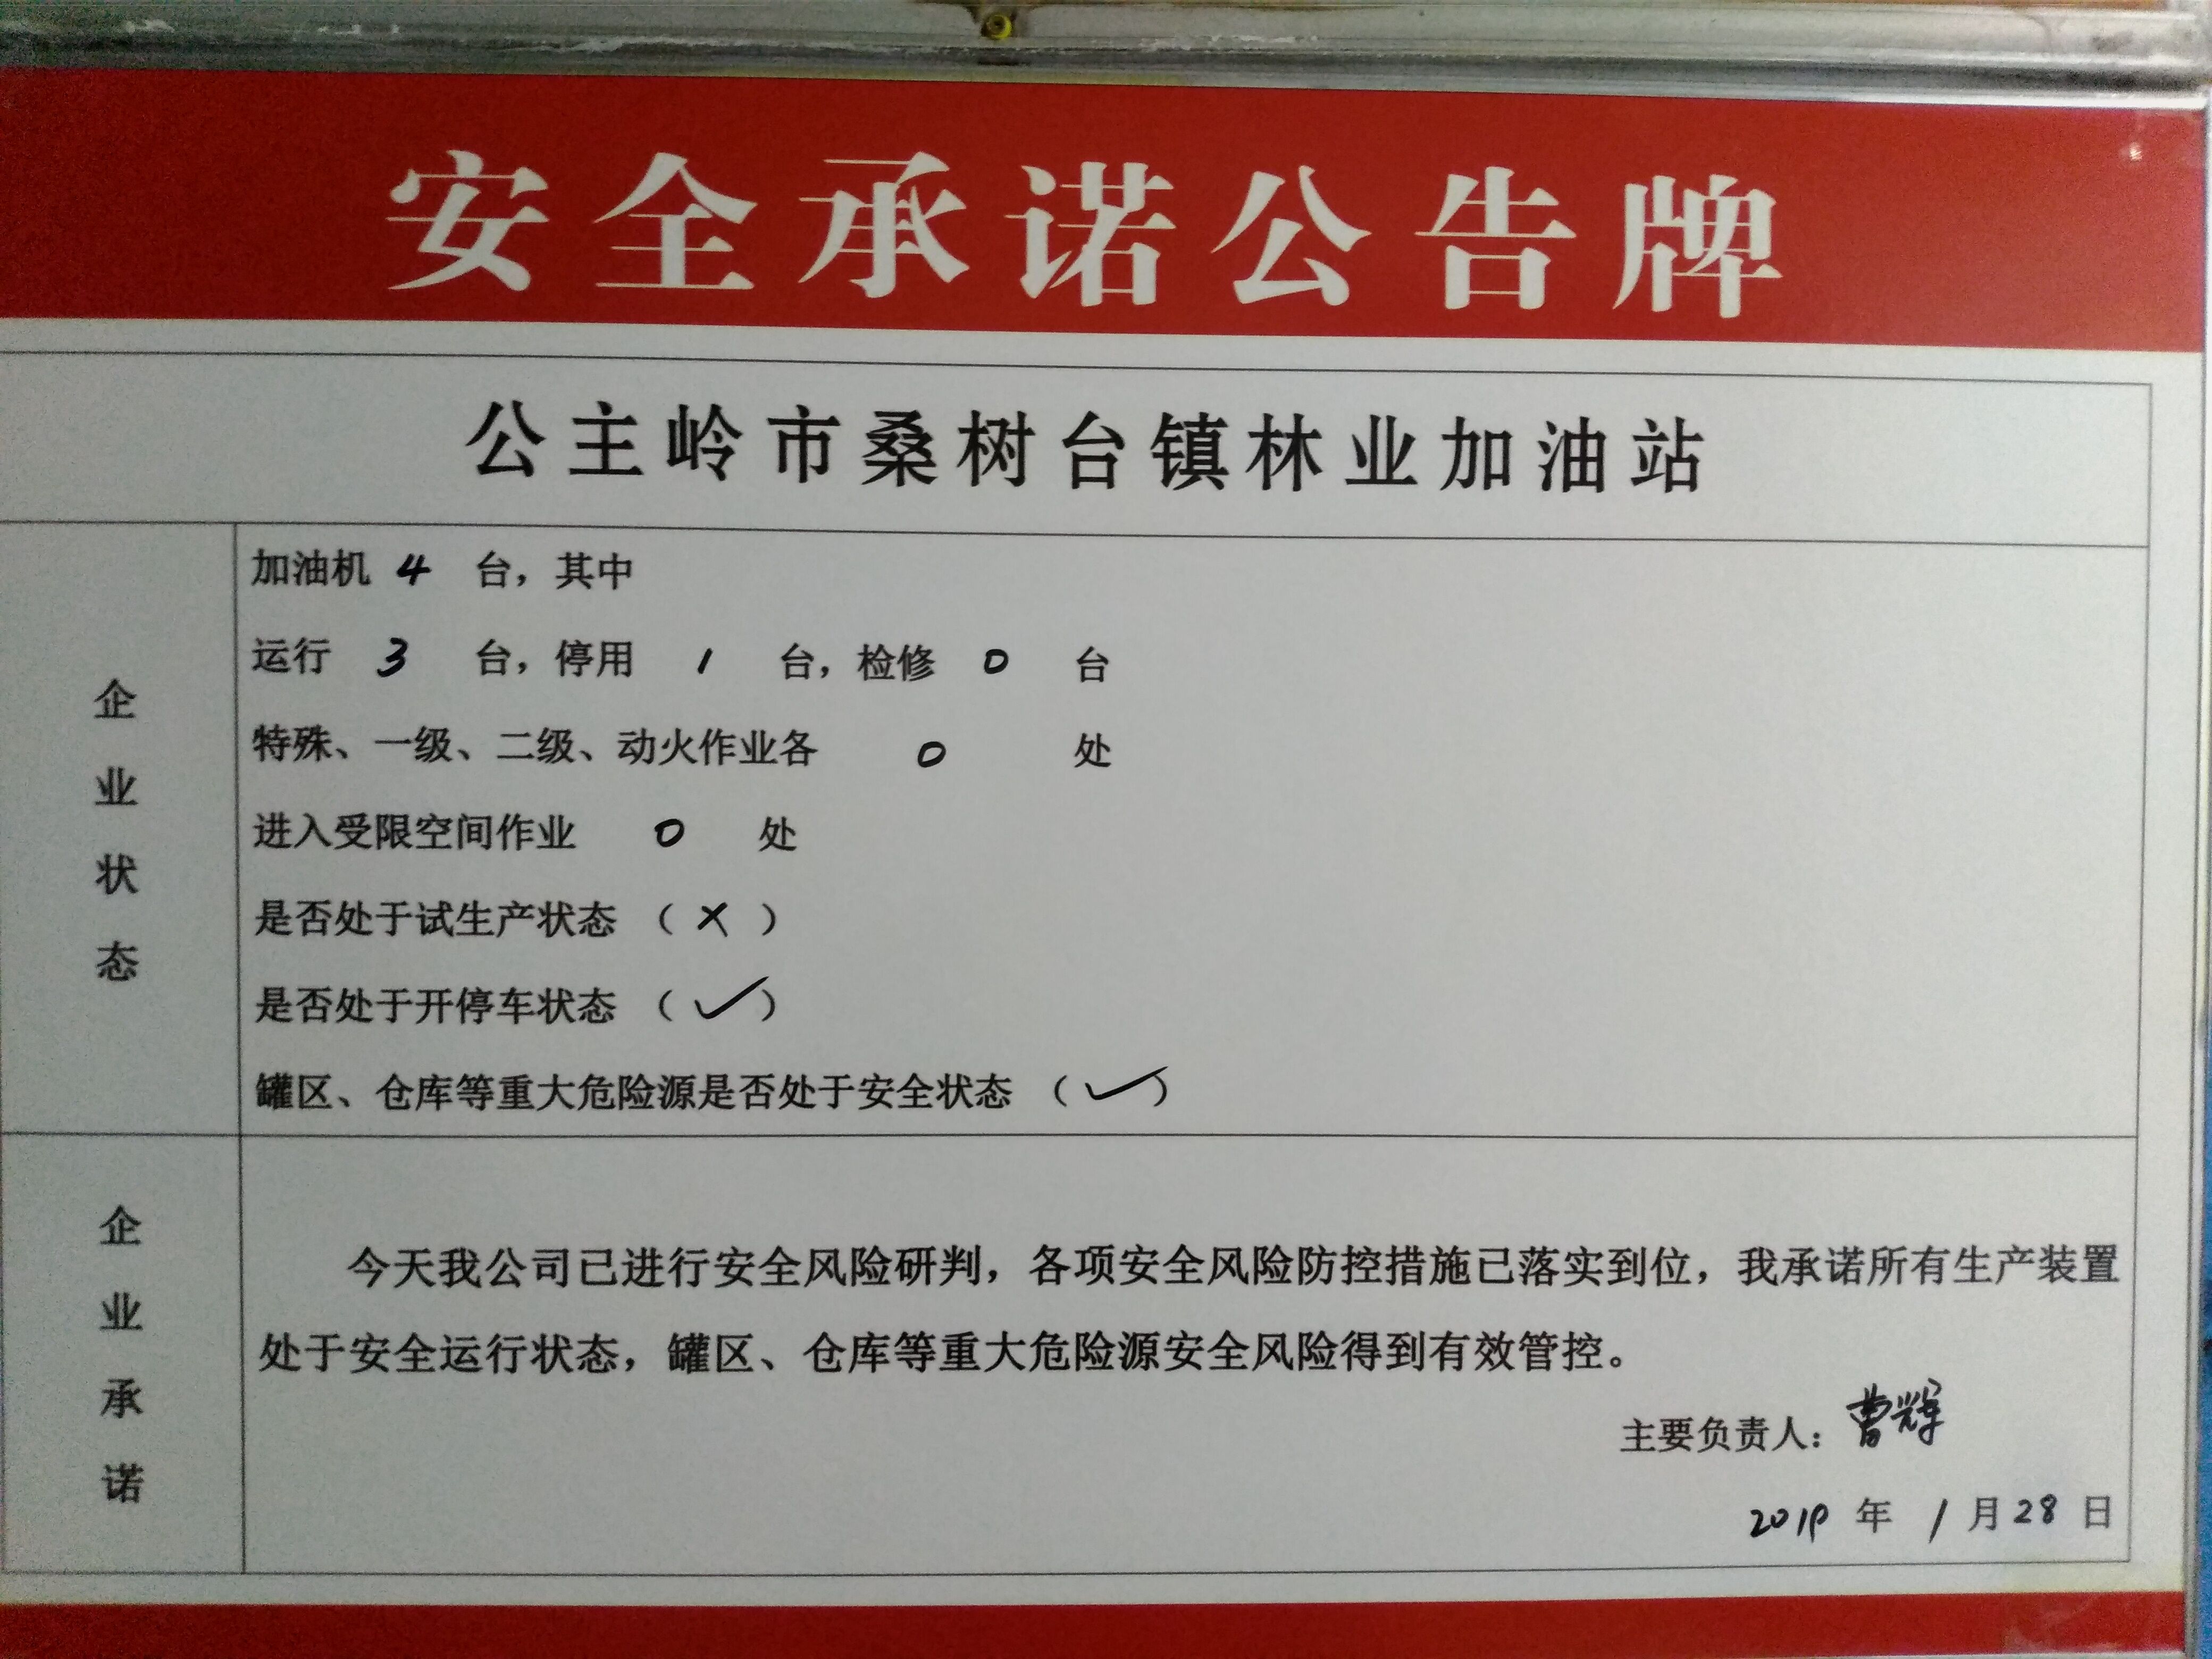 安全承诺公告牌
公主岭市桑树台镇林业加油站
企业状态
加油机 4 台，其中
运行 3 台，停用 1 台，检修 0 台
特殊、一级、二级、动火作业各 0 处
进入受限空间作业 0 处
是否处于试生产状态 （ × ）
是否处于开停车状态 （ ✓ ）
罐区、仓库等重大危险源是否处于安全状态 （ ✓ ）
企业承诺
今天我公司已进行安全风险研判，各项安全风险防控措施已落实到位，我承诺所有生产装置
处于安全运行状态，罐区、仓库等重大危险源安全风险得到有效管控。
主要负责人：曹辉
2019 年 1 月 28 日